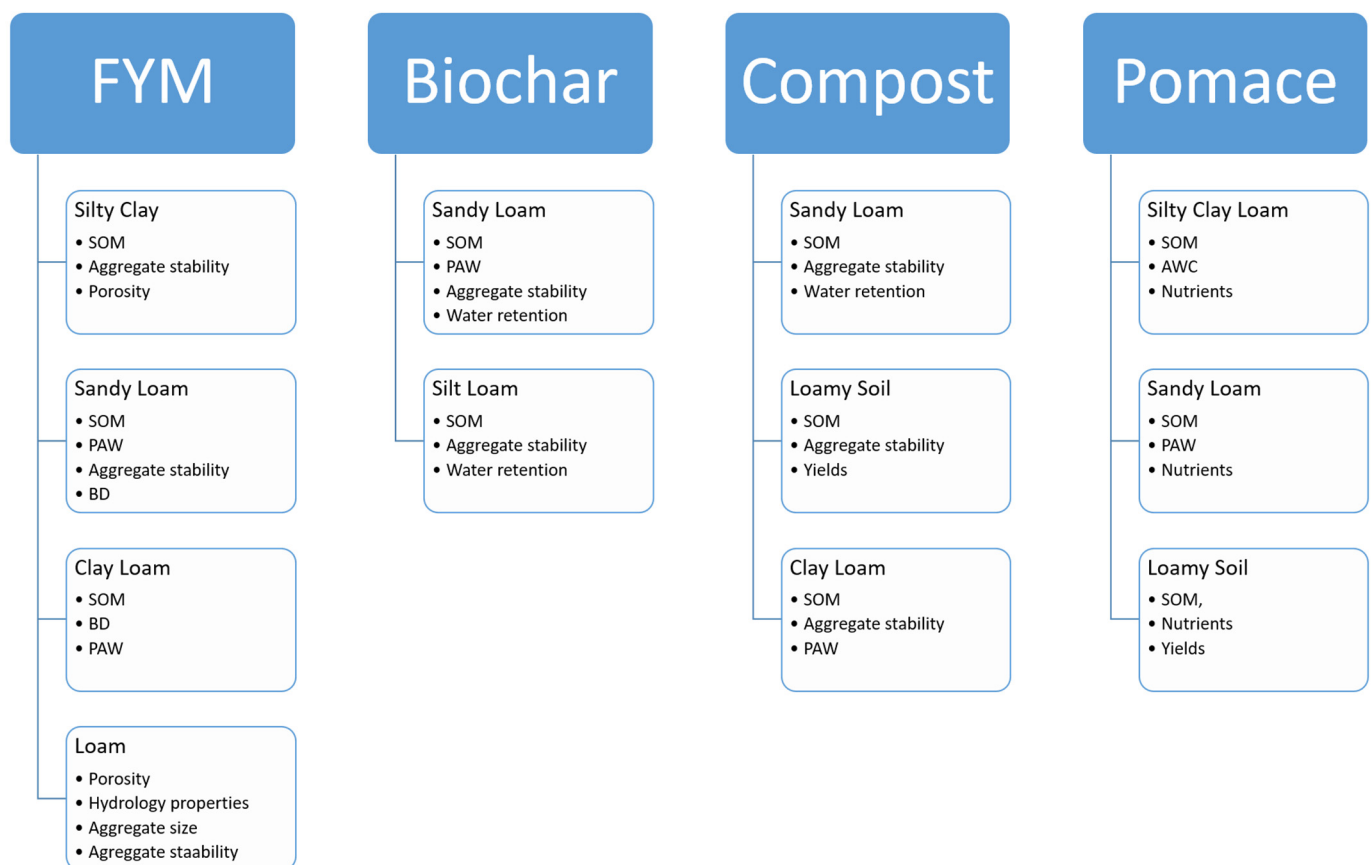 FYM
Silty Clay
• SOM
• Aggregate stability
• Porosity
Sandy Loam
• SOM
• PAW
• Aggregate stability
• BD
Clay Loam
• SOM
• BD
• PAW
Loam
• Porosity
• Hydrology properties
• Aggregate size
• Agreggate staability
Biochar
Sandy Loam
• SOM
• PAW
• Aggregate stability
• Water retention
Silt Loam
• SOM
• Aggregate stability
• Water retention
Compost
Sandy Loam
• SOM
• Aggregate stability
• Water retention
Loamy Soil
• SOM
• Aggregate stability
• Yields
Clay Loam
• SOM
• Aggregate stability
• PAW
Pomace
Silty Clay Loam
• SOM
• AWC
• Nutrients
Sandy Loam
• SOM
• PAW
• Nutrients
Loamy Soil
• SOM,
• Nutrients
• Yields